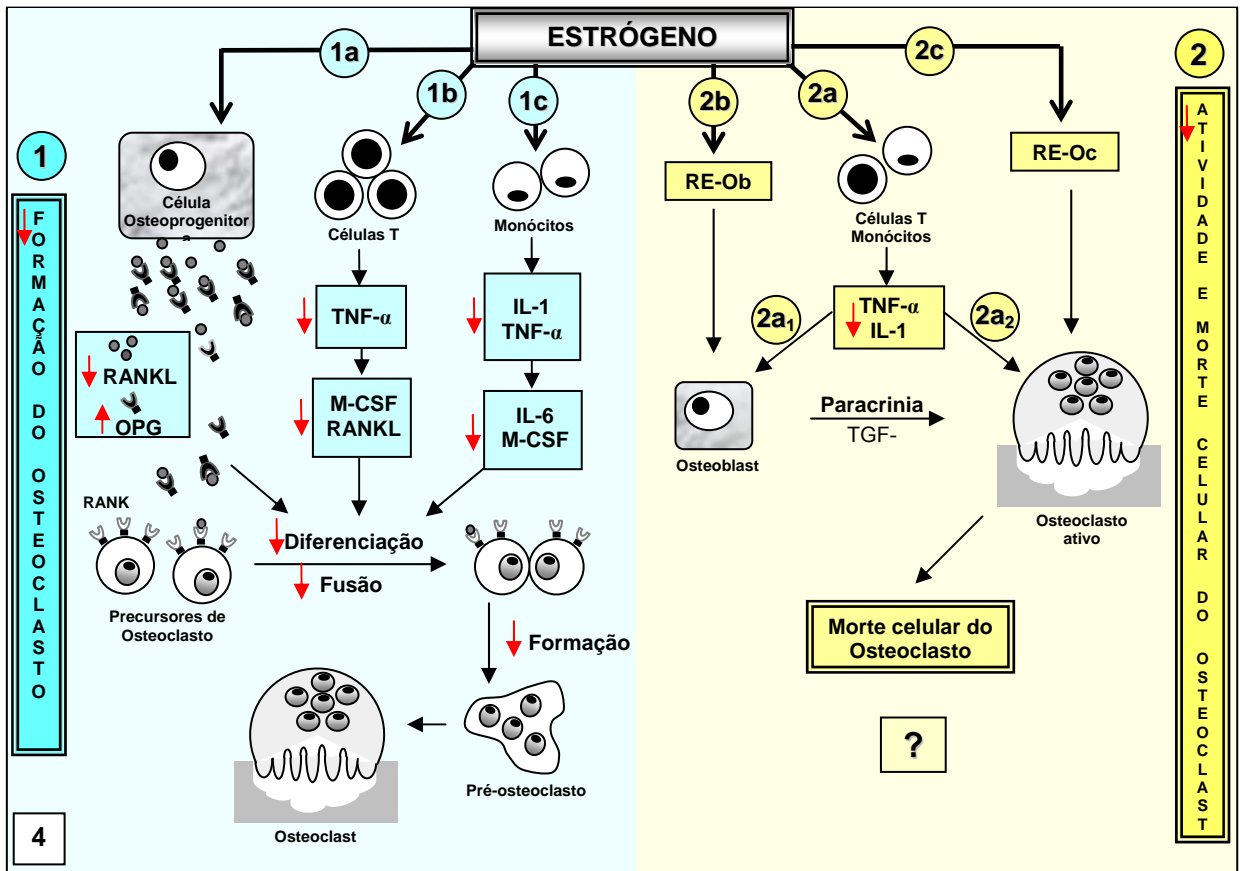 ESTRÓGENO
1a
1b
1c
2b
2a
2c
1
FORMAÇÃO DO OSTEOCLASTO
Célula
Osteoprogenitor
Células T
Monócitos
TNF-α
IL-1
TNF-α
RANKL
OPG
M-CSF
RANKL
IL-6
M-CSF
RANK
Diferenciação
Fusão
Precursores de
Osteoclasto
Formação
Pré-osteoclasto
Osteoclast
4
2
ATIVIDADE E MORTE CELULAR DO OSTEOCLAST
RE-Ob
RE-Oc
Células T
Monócitos
2a1
TNF-α
IL-1
2a2
Paracrinia
TGF-
Osteoblast
Osteoclasto
ativo
Morte celular do
Osteoclasto
?